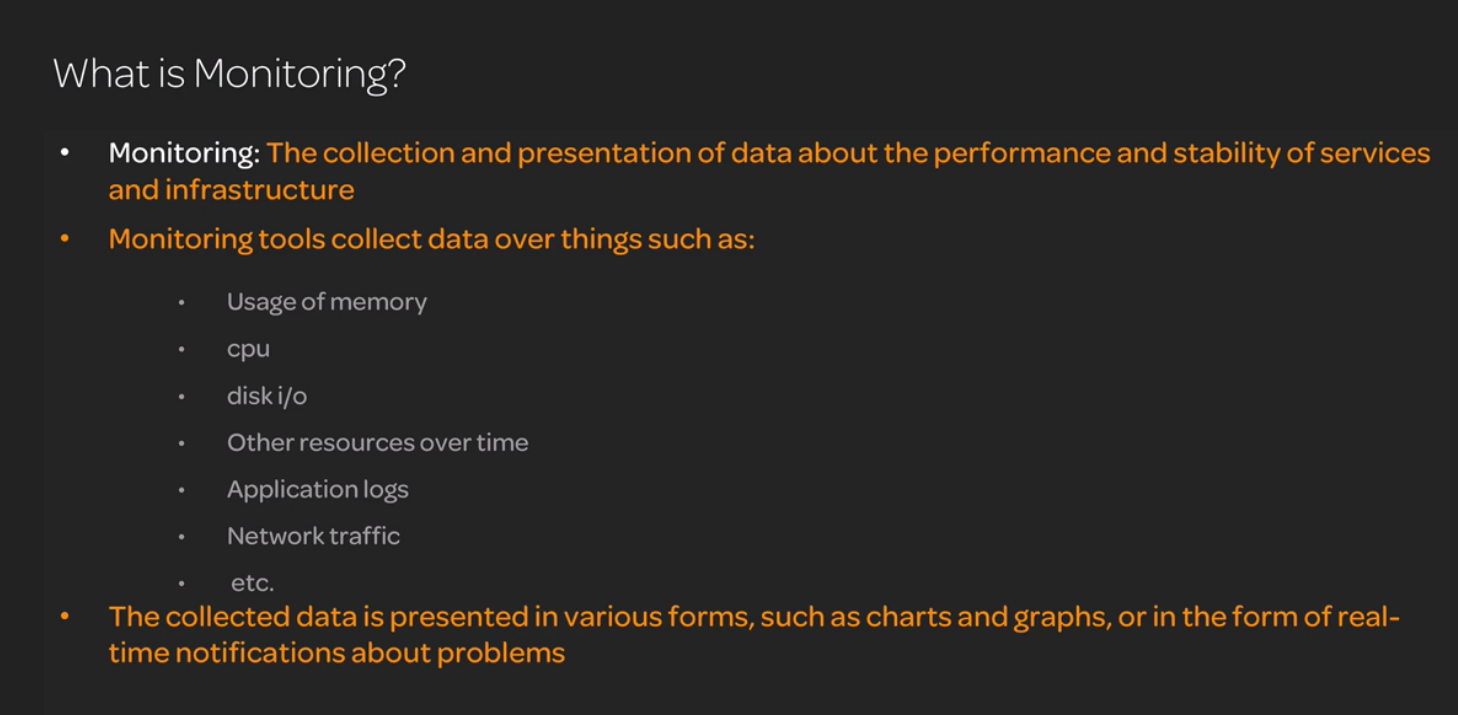 What is Monitoring?
• Monitoring: The collection and presentation of data about the performance and stability of services
and infrastructure
• Monitoring tools collect data over things such as:
• Usage of memory
• cpu
• disk i/o
• Other resources over time
• Application logs
• Network traffic
• etc.
• The collected data is presented in various forms, such as charts and graphs, or in the form of real-
time notifications about problems